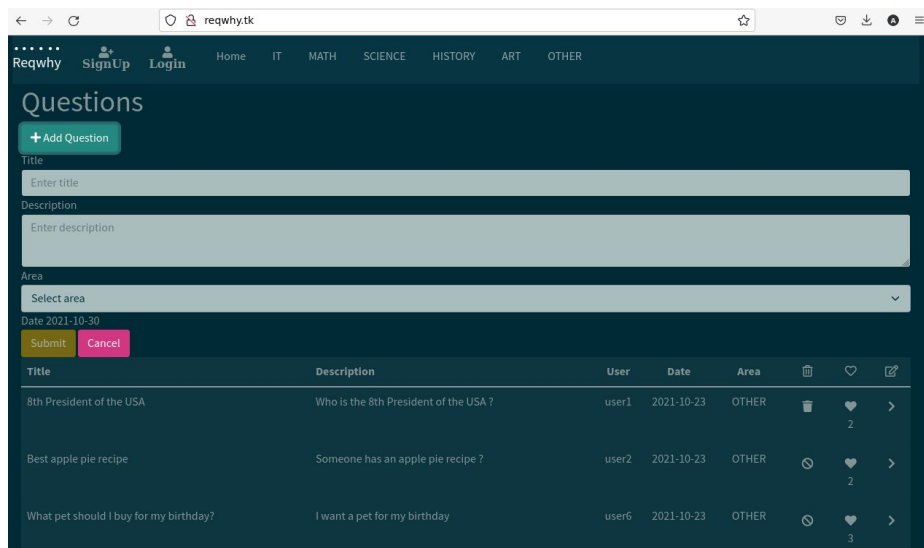 reqwhy.tk
Reqwhy SignUp Login Home IT MATH SCIENCE HISTORY ART OTHER
Questions
Add Question
Title
Enter title
Description
Enter description
Area
Select area
Date 2021-10-30
Submit Cancel
Title Description User Date Area
8th President of the USA Who is the 8th President of the USA ? user1 2021-10-23 OTHER
2
Best apple pie recipe Someone has an apple pie recipe ? user2 2021-10-23 OTHER
2
What pet should I buy for my birthday? I want a pet for my birthday user6 2021-10-23 OTHER
3